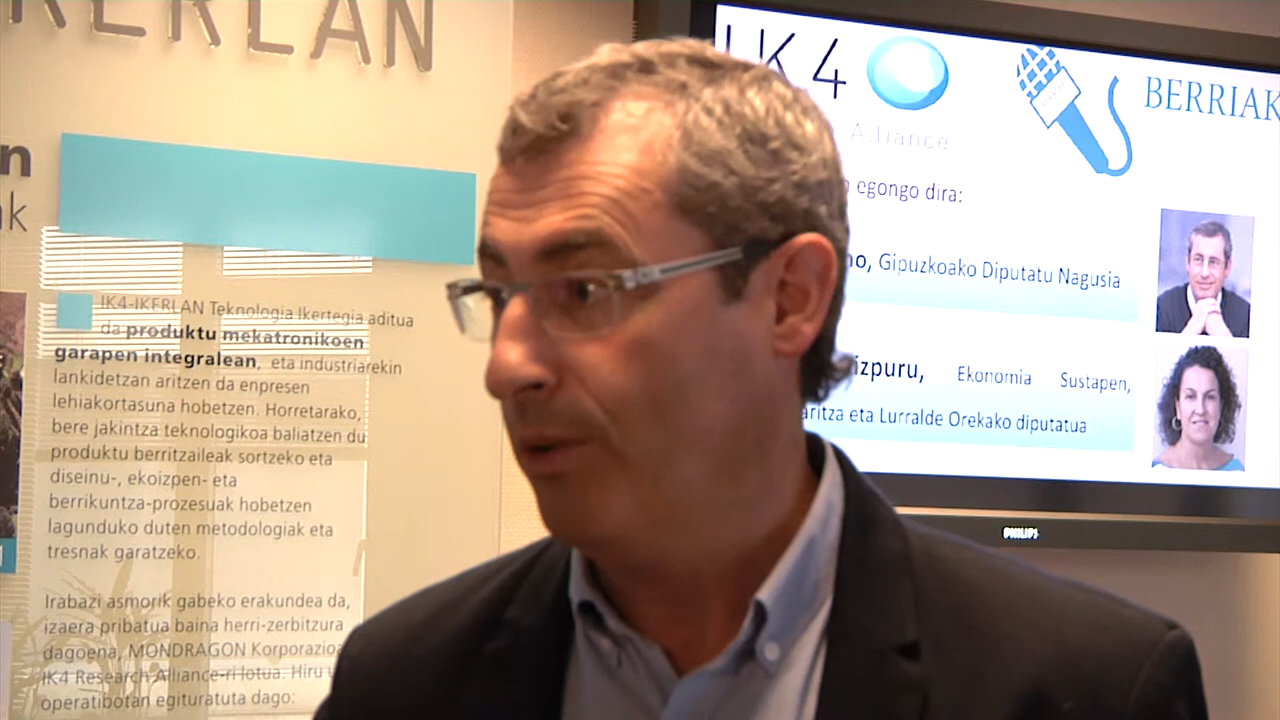 KERLAN
IK4-IKERLAN Teknologia Ikertegia aditua
da produktu mekatronikoen
garapen integralean, eta industriarekin
lankidetzan aritzen da enpresen
lehiakortasuna hobetzen. Horretarako,
bere jakintza teknologikoa baliatzen du
produktu berritzaileak sortzeko eta
diseinu-, ekoizpen- eta
berrikuntza-prozesuak hobetzen
lagunduko duten metodologiak eta
tresnak garatzeko.
Irabazi asmorik gabeko erakundea da,
izaera pribatua baina herri-zerbitzura
dagoena, MONDRAGON Korporazioa
IK4 Research Alliance-ri lotua. Hiru
operatibotan egituratuta dago:
IK4
Alliance
BERRIAK
egongo dira:
no, Gipuzkoako Diputatu Nagusia
izpuru, Ekonomia Sustapen,
aritza eta Lurralde Orekako diputatua
PHILIPS